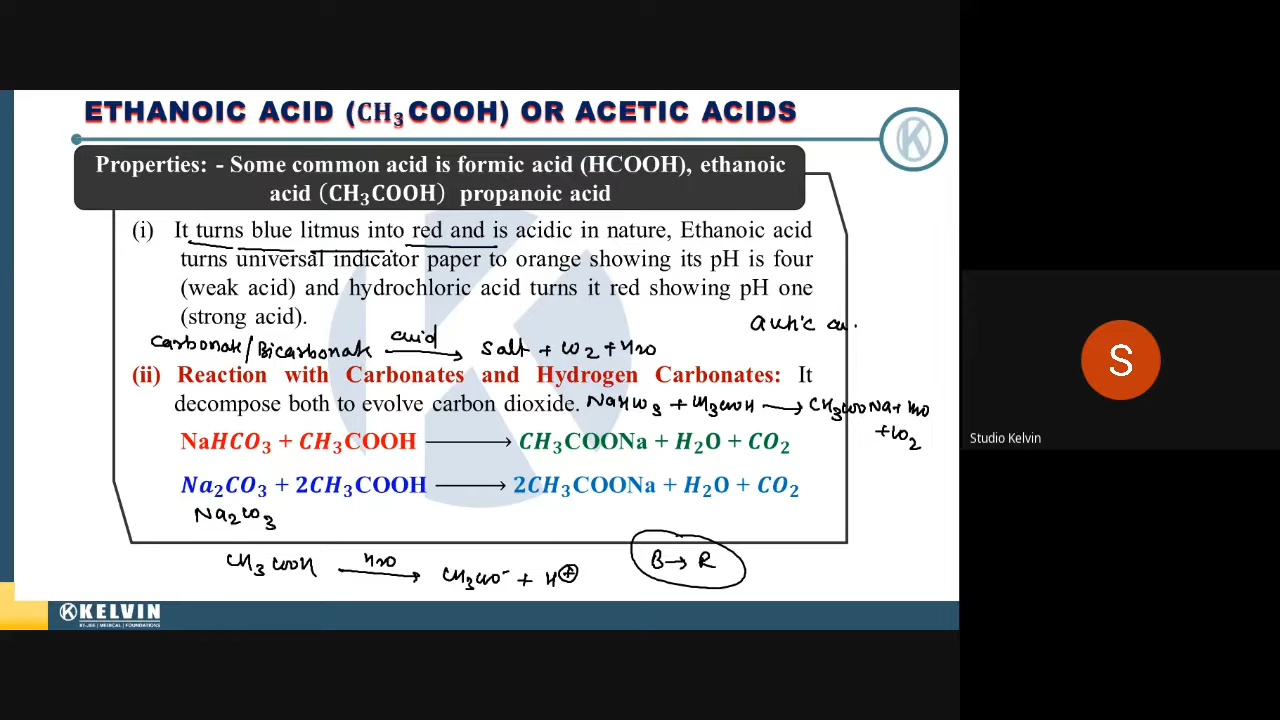 ETHANOIC ACID (CH₃COOH) OR ACETIC ACIDS
Properties: - Some common acid is formic acid (HCOOH), ethanoic
acid (CH₃COOH) propanoic acid
(i) It turns blue litmus into red and is acidic in nature, Ethanoic acid
turns universal indicator paper to orange showing its pH is four
(weak acid) and hydrochloric acid turns it red showing pH one
(strong acid).
Carbonate/Bicarbonate acid → Salt + CO2 + H2O
(ii) Reaction with Carbonates and Hydrogen Carbonates: It
decompose both to evolve carbon dioxide.
NaHCO3 + CH3COOH → CH3COONa + H2O
+ CO2
NaHCO₃ + CH₃COOH → CH₃COONa + H₂O + CO₂
Na₂CO₃ + 2CH₃COOH → 2CH₃COONa + H₂O + CO₂
Na2CO3
CH3COOH H2O → CH3COO⁻ + H⁺
B → R
K
KELVIN
IIT-JEE | MEDICAL | FOUNDATIONS
S
Studio Kelvin